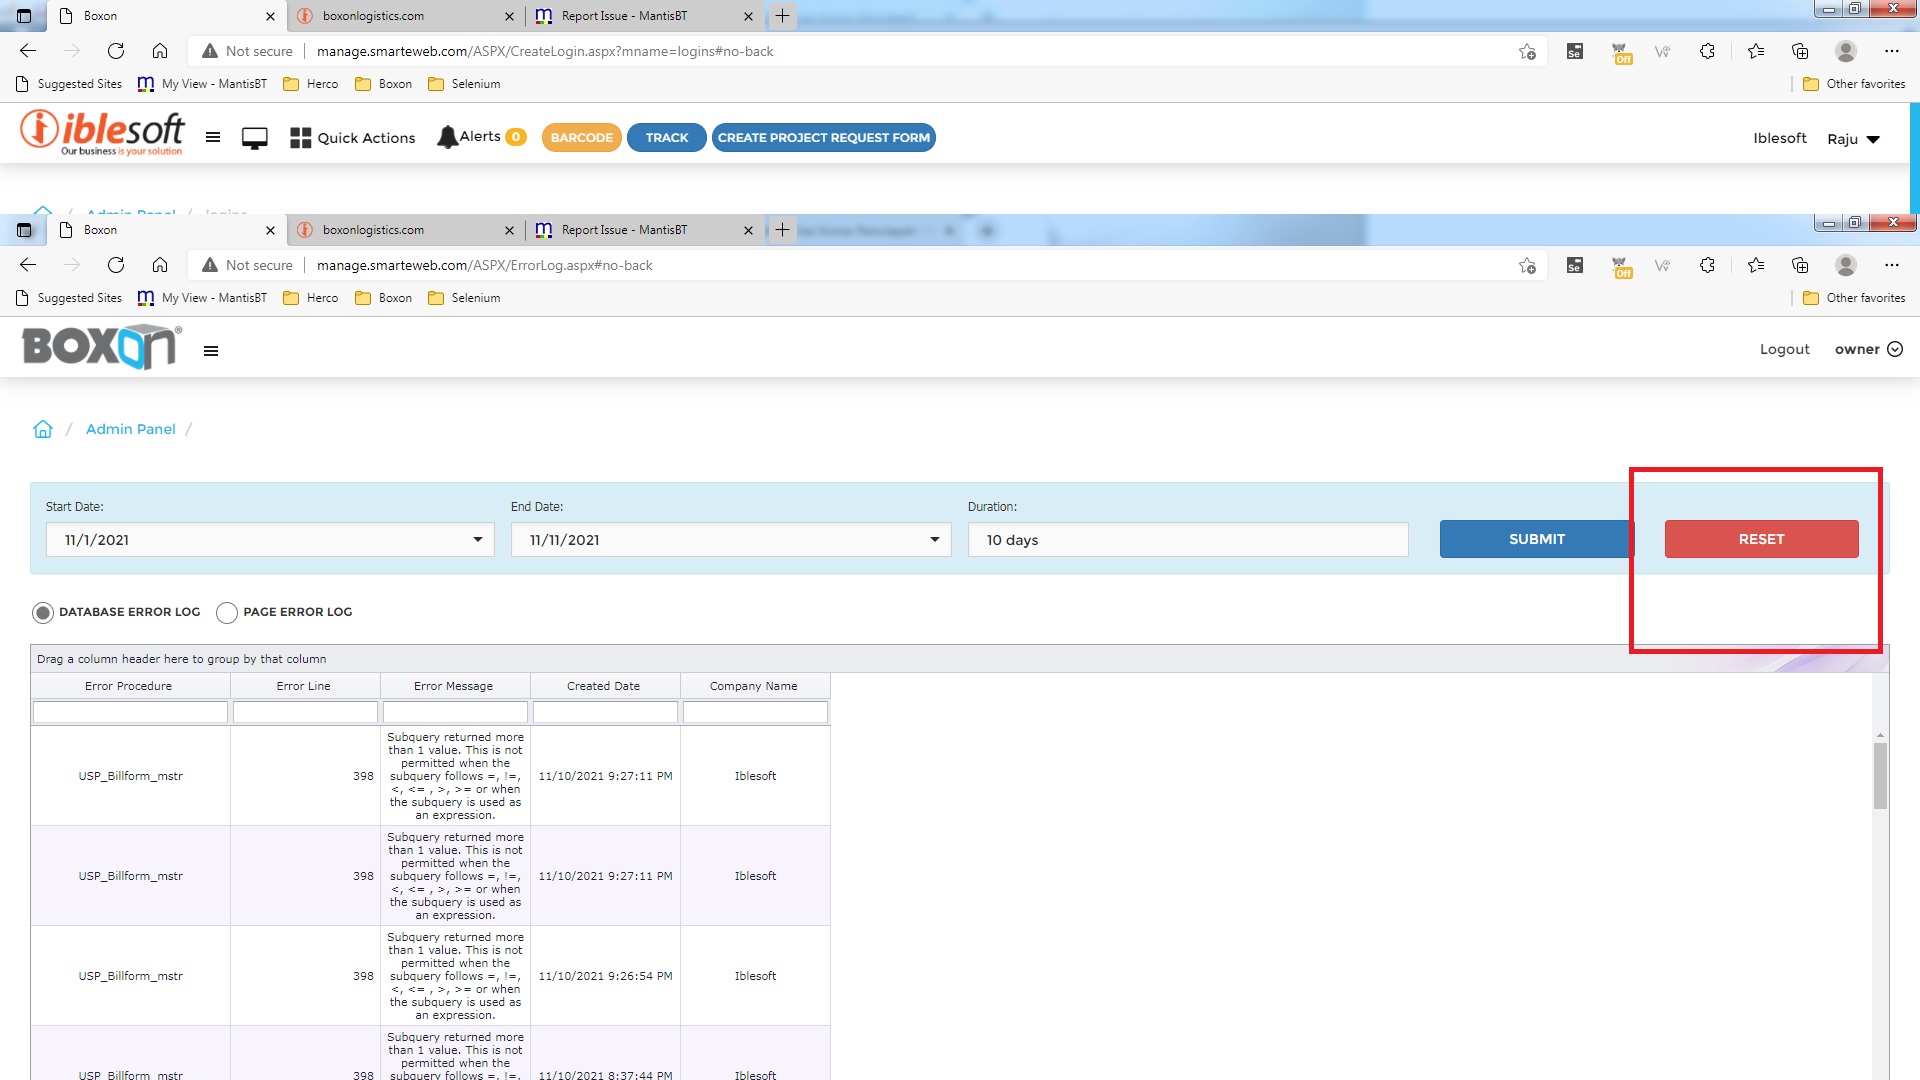 Boxon
boxonlogistics.com
Report Issue - MantisBT
Not secure
manage.smarteweb.com/ASPX/CreateLogin.aspx?mname=logins#no-back
Se
Off
Suggested Sites
My View - MantisBT
Herco
Boxon
Selenium
Other favorites
iblesoft
Our business is your solution
Quick Actions
Alerts 0
BARCODE
TRACK
CREATE PROJECT REQUEST FORM
Iblesoft
Raju
/ Admin Panel / logins
Boxon
boxonlogistics.com
Report Issue - MantisBT
Not secure
manage.smarteweb.com/ASPX/ErrorLog.aspx#no-back
Se
Off
Suggested Sites
My View - MantisBT
Herco
Boxon
Selenium
Other favorites
BOXON®
Logout
owner
/ Admin Panel /
Start Date:
End Date:
Duration:
11/1/2021
11/11/2021
10 days
SUBMIT
RESET
DATABASE ERROR LOG
PAGE ERROR LOG
Drag a column header here to group by that column
Error Procedure
Error Line
Error Message
Created Date
Company Name
USP_Billform_mstr
398
Subquery returned more
than 1 value. This is not
permitted when the
subquery follows =, !=,
<, <= , >, >= or when
the subquery is used as
an expression.
11/10/2021 9:27:11 PM
Iblesoft
USP_Billform_mstr
398
Subquery returned more
than 1 value. This is not
permitted when the
subquery follows =, !=,
<, <= , >, >= or when
the subquery is used as
an expression.
11/10/2021 9:27:11 PM
Iblesoft
USP_Billform_mstr
398
Subquery returned more
than 1 value. This is not
permitted when the
subquery follows =, !=,
<, <= , >, >= or when
the subquery is used as
an expression.
11/10/2021 9:26:54 PM
Iblesoft
USP_Billform_mstr
398
Subquery returned more
than 1 value. This is not
permitted when the
subquery follows =, !=,
11/10/2021 8:37:44 PM
Iblesoft